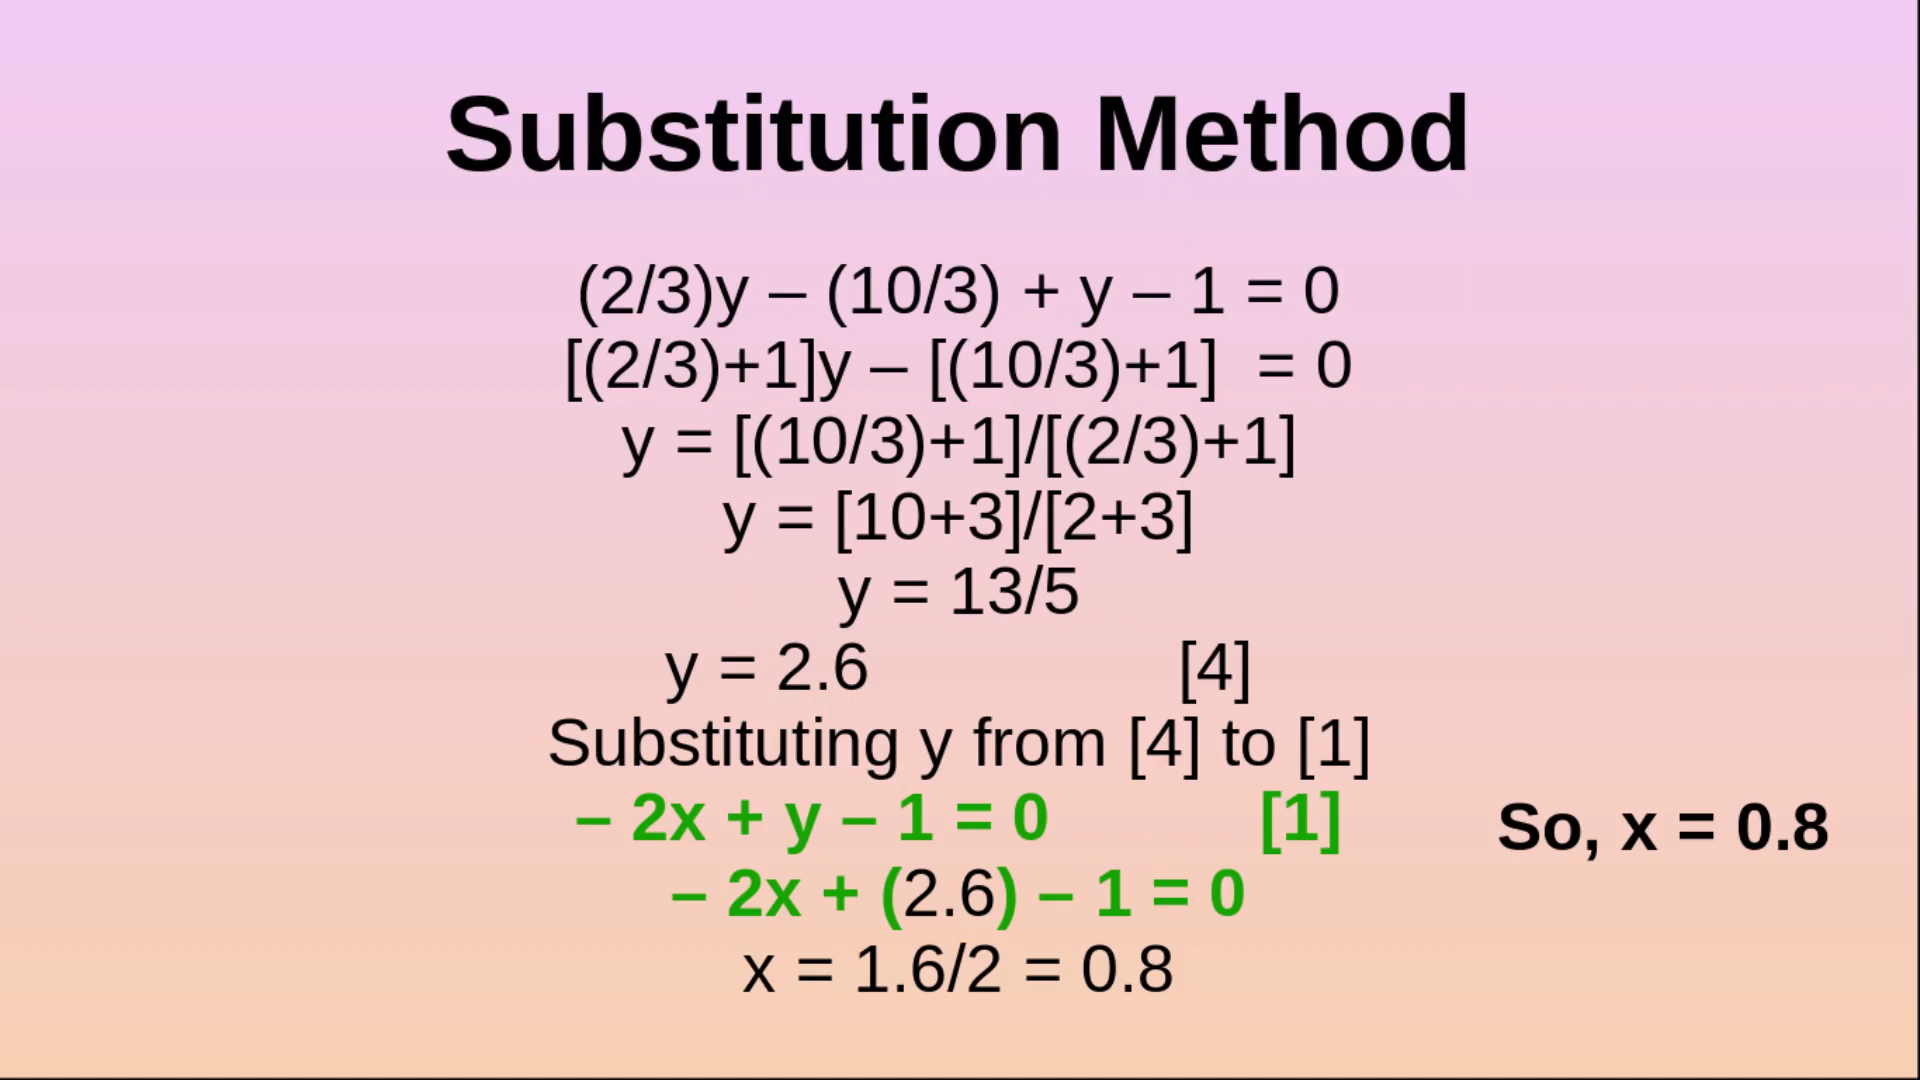 Substitution Method
(2/3)y – (10/3) + y – 1 = 0
[(2/3)+1]y – [(10/3)+1] = 0
y = [(10/3)+1]/[(2/3)+1]
y = [10+3]/[2+3]
y = 13/5
y = 2.6 [4]
Substituting y from [4] to [1]
– 2x + y – 1 = 0 [1]
So, x = 0.8
– 2x + (2.6) – 1 = 0
x = 1.6/2 = 0.8